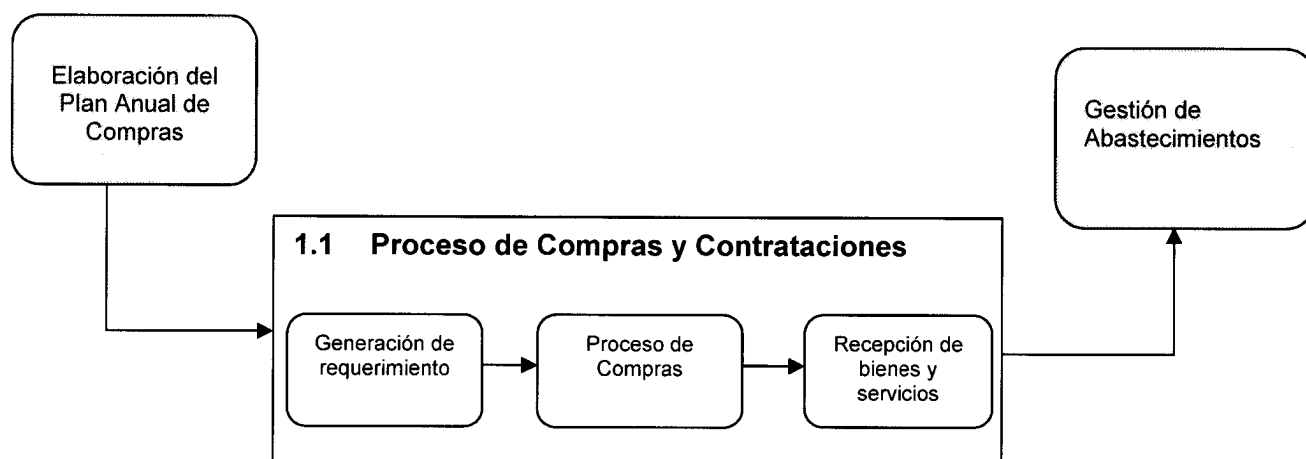 Elaboración del
Plan Anual de
Compras
Gestión de
Abastecimientos
1.1 Proceso de Compras y Contrataciones
Generación de
requerimiento
Proceso de
Compras
Recepción de
bienes y
servicios